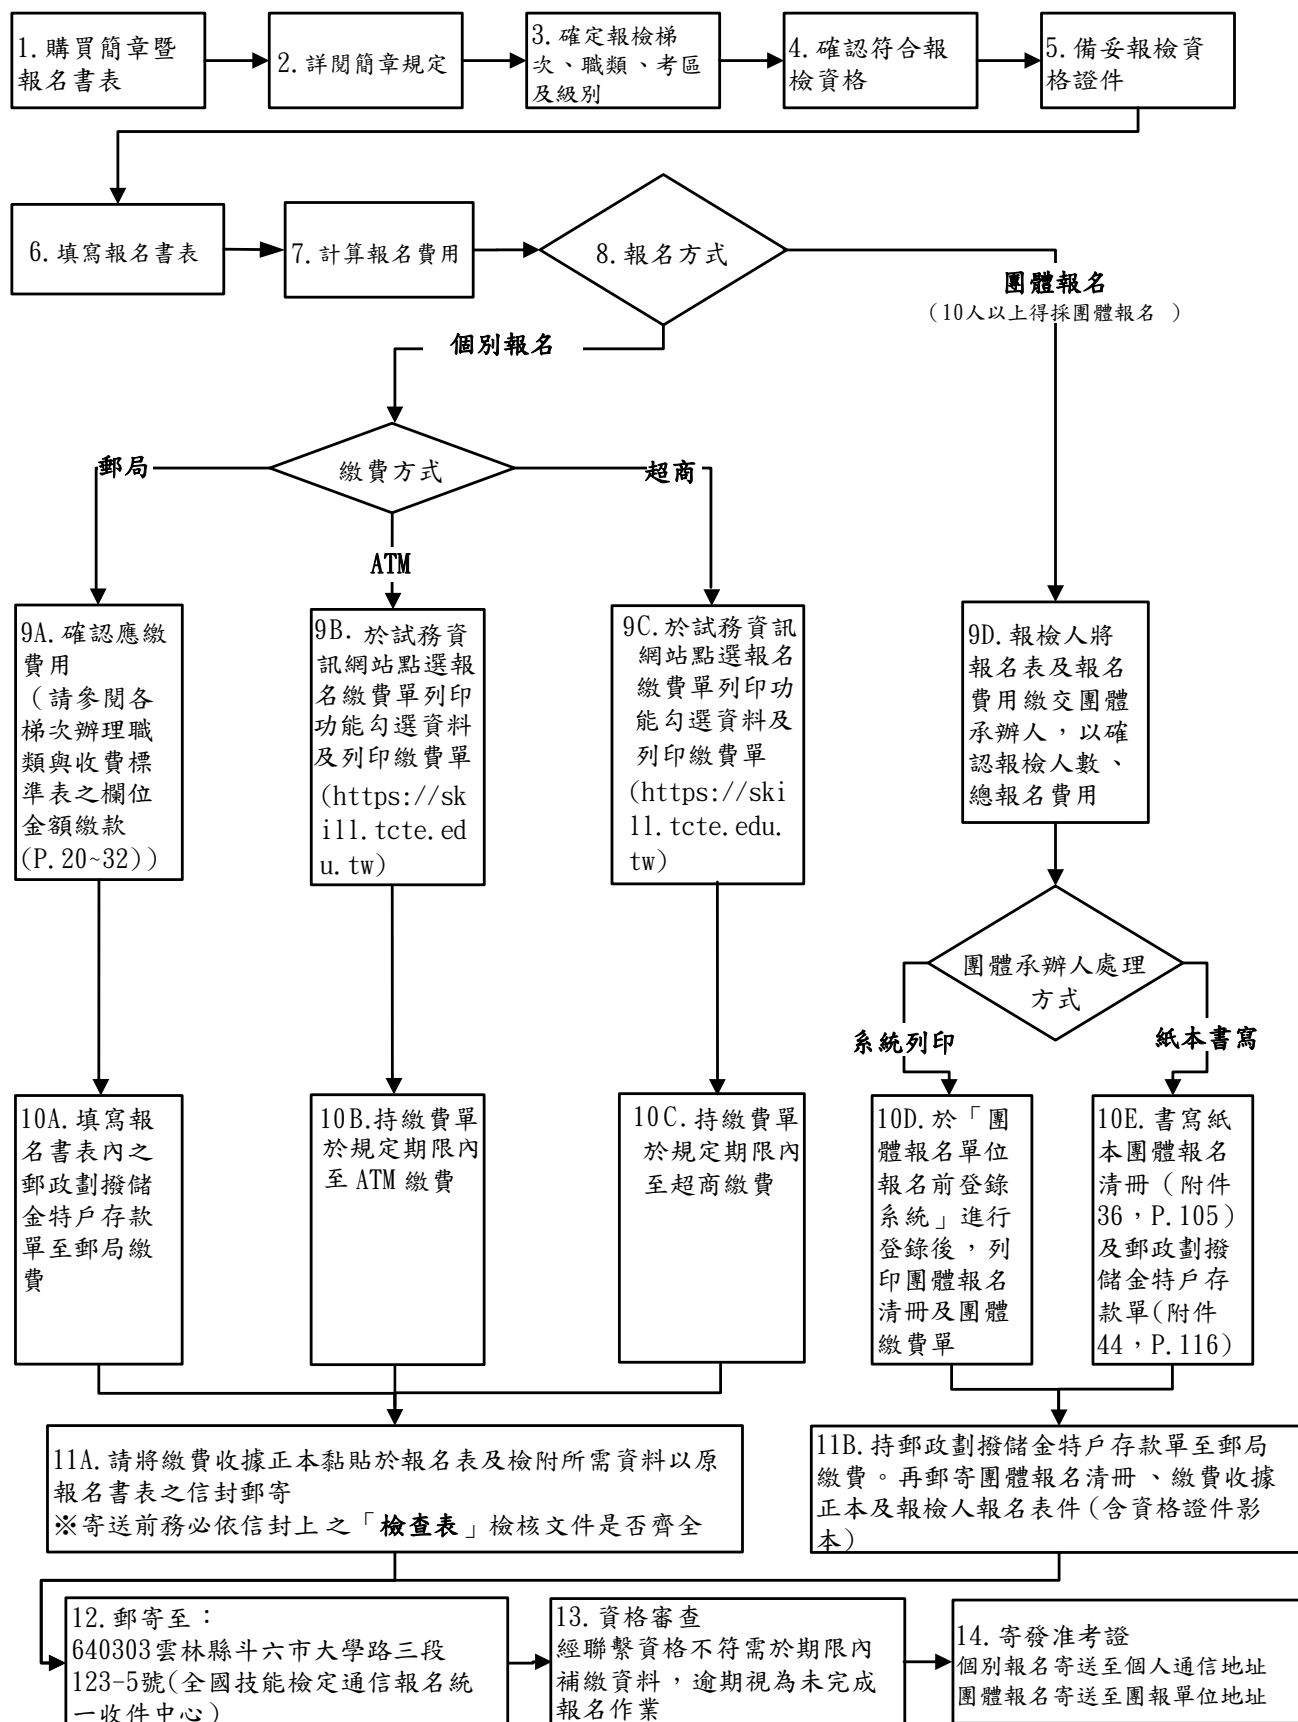 1.購買簡章暨
報名書表
2.詳閱簡章規定
3.確定報檢梯
次、職類、考區
及級別
4.確認符合報
檢資格
5.備妥報檢資
格證件
6.填寫報名書表
7.計算報名費用
8.報名方式
團體報名
（10人以上得採團體報名 ）
個別報名
繳費方式
郵局
超商
ATM
9A.確認應繳
費用
（請參閱各
梯次辦理職
類與收費標
準表之欄位
金額繳款
(P.20~32))
9B. 於試務資
訊網站點選報
名繳費單列印
功能勾選資料
及列印繳費單
(https://sk
ill.tcte.ed
u.tw)
9C.於試務資訊
網站點選報名
繳費單列印功
能勾選資料及
列印繳費單
(https://ski
ll.tcte.edu.
tw)
9D.報檢人將
報名表及報名
費用繳交團體
承辦人，以確
認報檢人數、
總報名費用
團體承辦人處理
方式
系統列印
紙本書寫
10A.填寫報
名書表內之
郵政劃撥儲
金特戶存款
單至郵局繳
費
10B.持繳費單
於規定期限內
至 ATM 繳費
10C.持繳費單
於規定期限內
至超商繳費
10D.於「團
體報名單位
報名前登錄
系統」進行
登錄後，列
印團體報名
清冊及團體
繳費單
10E.書寫紙
本團體報名
清冊（附件
36，P.105)
及郵政劃撥
儲金特戶存
款單(附件
44，P.116)
11A.請將繳費收據正本黏貼於報名表及檢附所需資料以原
報名書表之信封郵寄
※寄送前務必依信封上之「檢查表」檢核文件是否齊全
11B.持郵政劃撥儲金特戶存款單至郵局
繳費。再郵寄團體報名清冊、繳費收據
正本及報檢人報名表件(含資格證件影
本)
12.郵寄至：
640303雲林縣斗六市大學路三段
123-5號(全國技能檢定通信報名統
一收件中心)
13.資格審查
經聯繫資格不符需於期限內
補繳資料，逾期視為未完成
報名作業
14.寄發准考證
個別報名寄送至個人通信地址
團體報名寄送至團報單位地址